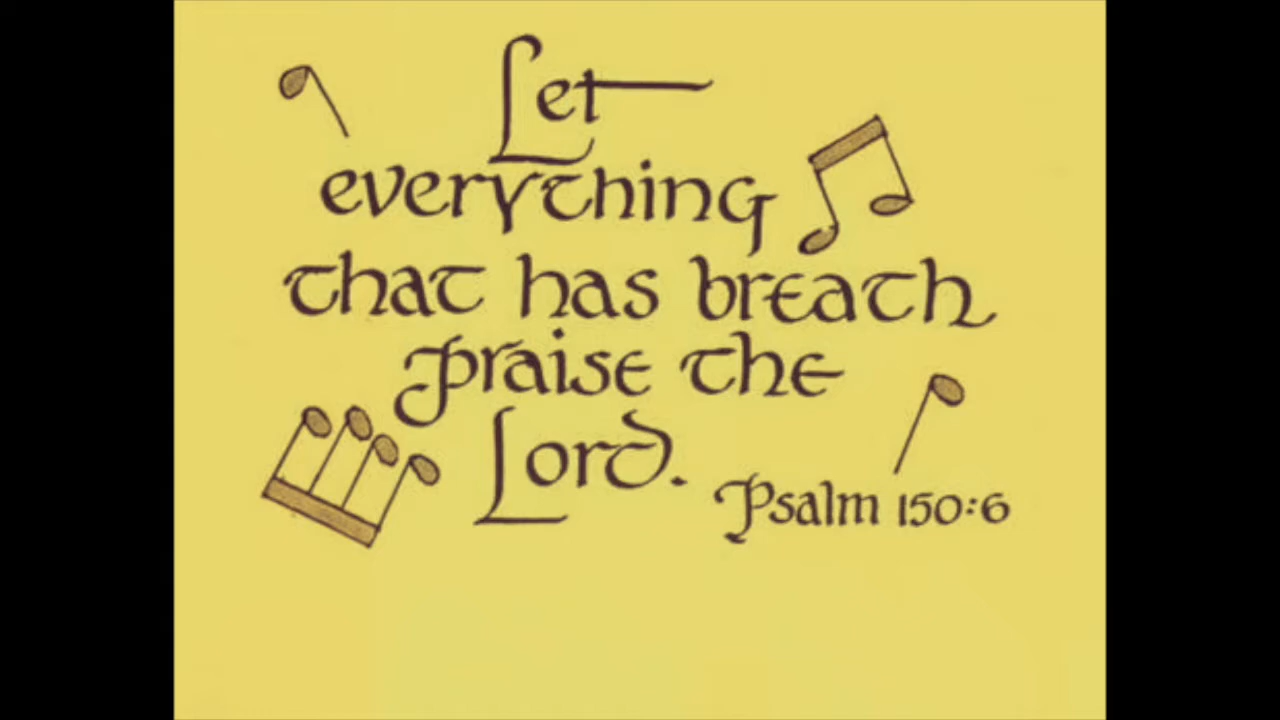 Let
everything
that has breath
praise the
Lord.
Psalm 150:6